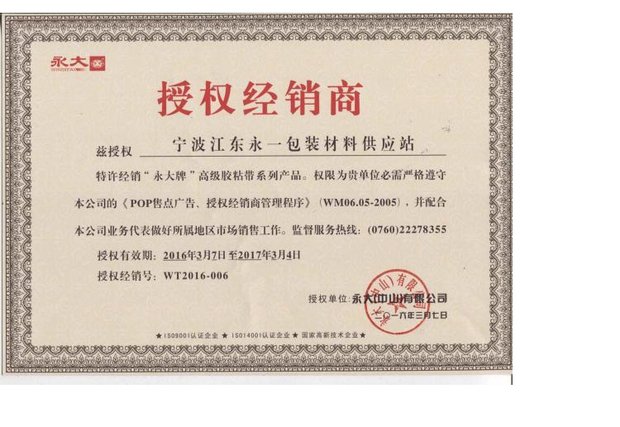 永大
授权经销商
兹授权 宁波江东永一包装材料供应站
特许经销“永大牌”高级胶粘带系列产品。权限为贵单位必需严格遵守
本公司的《POP售点广告、授权经销商管理程序》(WM06.05-2005)，并配合
本公司业务代表做好所属地区市场销售工作。监督服务热线：(0760)22278355
授权有效期：2016年3月7日至2017年3月4日
授权经销号：WT2016-006
授权单位:永大(中山)有限公司
二〇一六年三月七日
★ISO9001认证企业 ★ISO14001认证企业 ★国家高新技术企业★